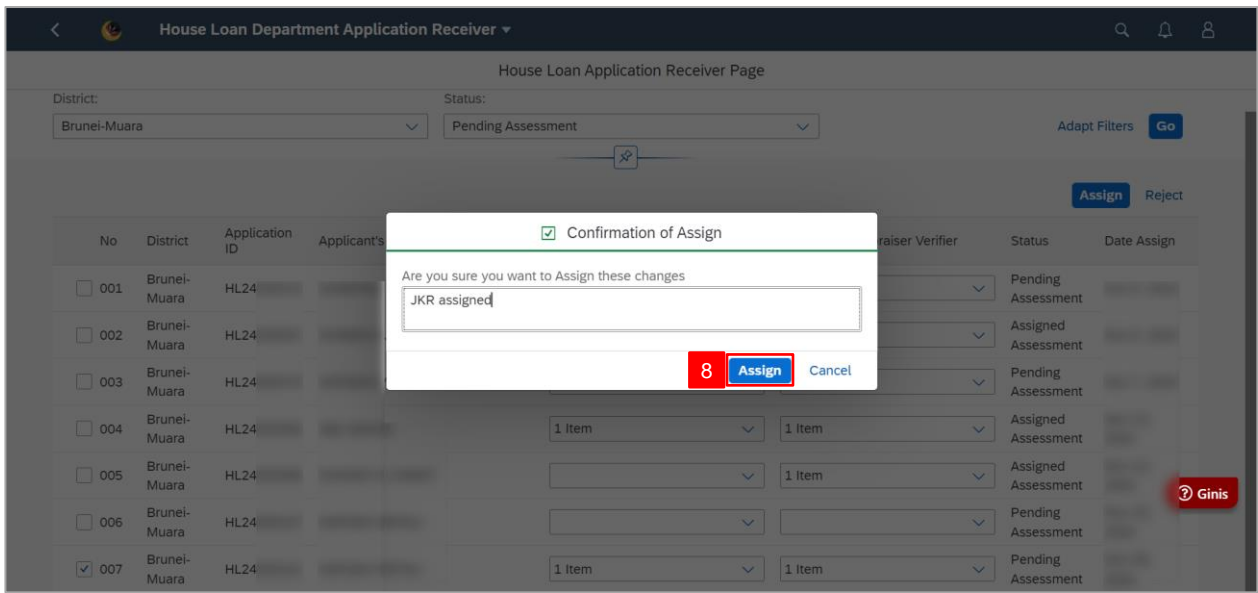 House Loan Department Application Receiver
House Loan Application Receiver Page
District: Status:
Brunei-Muara Pending Assessment Adapt Filters Go
Assign Reject
No District Application ID Applicant's raiser Verifier Status Date Assign
Confirmation of Assign
Are you sure you want to Assign these changes
JKR assigned
8 Assign Cancel
001 Brunei-Muara HL24 Pending Assessment
002 Brunei-Muara HL24 Assigned Assessment
003 Brunei-Muara HL24 Pending Assessment
004 Brunei-Muara HL24 1 Item 1 Item Assigned Assessment
005 Brunei-Muara HL24 1 Item Assigned Assessment
Ginis
006 Brunei-Muara HL24 Pending Assessment
007 Brunei-Muara HL24 1 Item 1 Item Pending Assessment